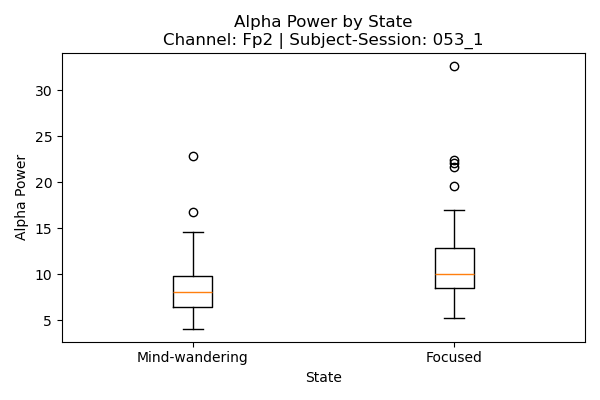 Alpha Power by State
Channel: Fp2 | Subject-Session: 053_1
30
25
20
15
10
5
Alpha Power
Mind-wandering
Focused
State